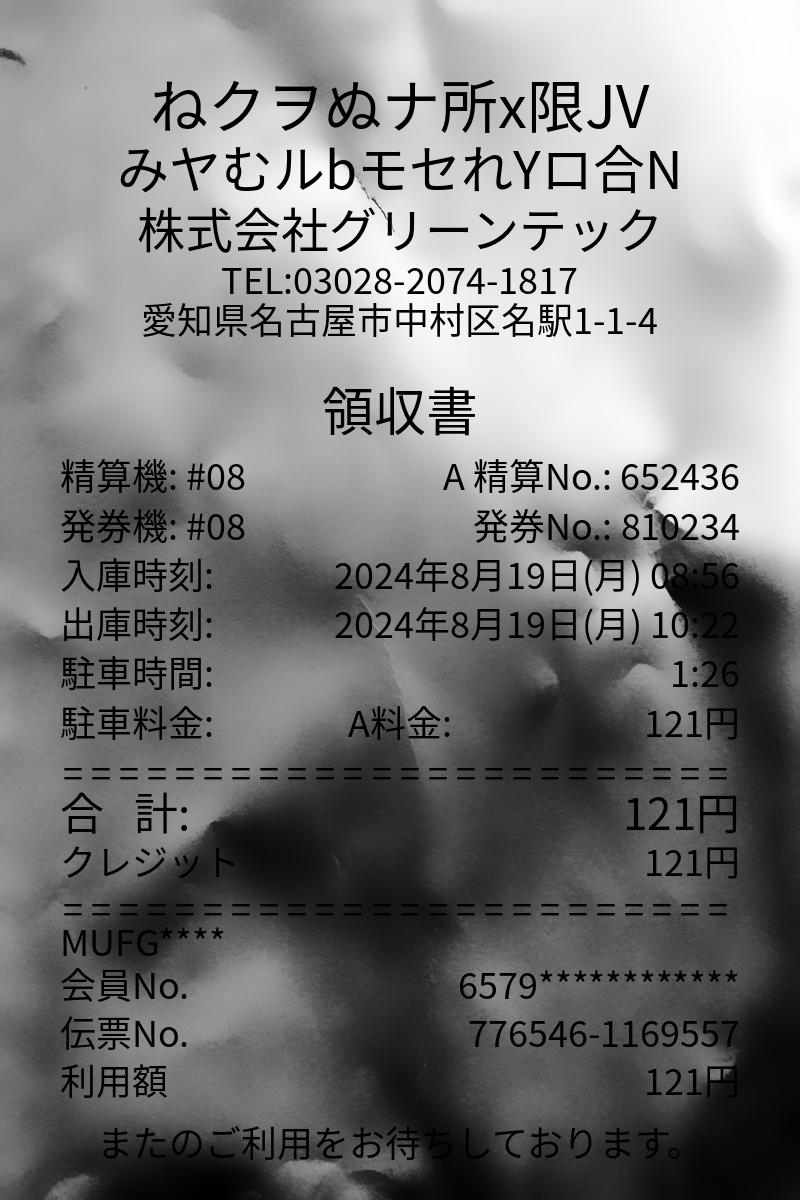 ねクヲぬナ所x限JV
みヤむルbモセれYロ合N
株式会社グリーンテック
TEL:03028-2074-1817
愛知県名古屋市中村区名駅1-1-4
領収書
精算機: #08 A 精算No.: 652436
発券機: #08 発券No.: 810234
入庫時刻: 2024年8月19日(月) 08:56
出庫時刻: 2024年8月19日(月) 10:22
駐車時間: 1:26
駐車料金: A料金: 121円
========================
合 計: 121円
クレジット 121円
========================
MUFG****
会員No. 6579************
伝票No. 776546-1169557
利用額 121円
またのご利用をお待ちしております。